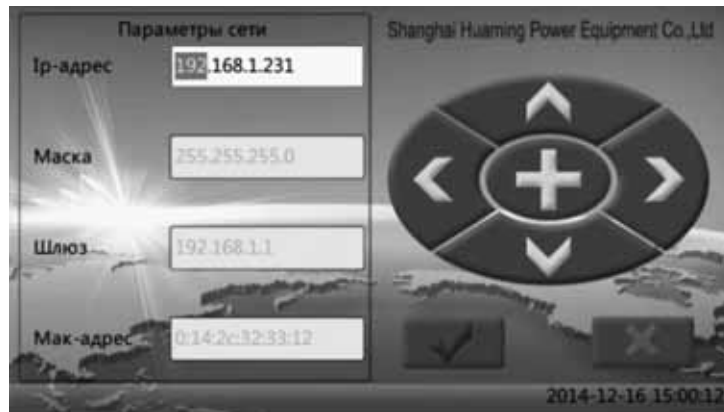 Параметры сети
Shanghai Huaming Power Equipment Co.,Ltd
Ip-адрес
192.168.1.231
Маска
255.255.255.0
Шлюз
192.168.1.1
Мак-адрес
0:14:2c:32:33:12
2014-12-16 15:00:12